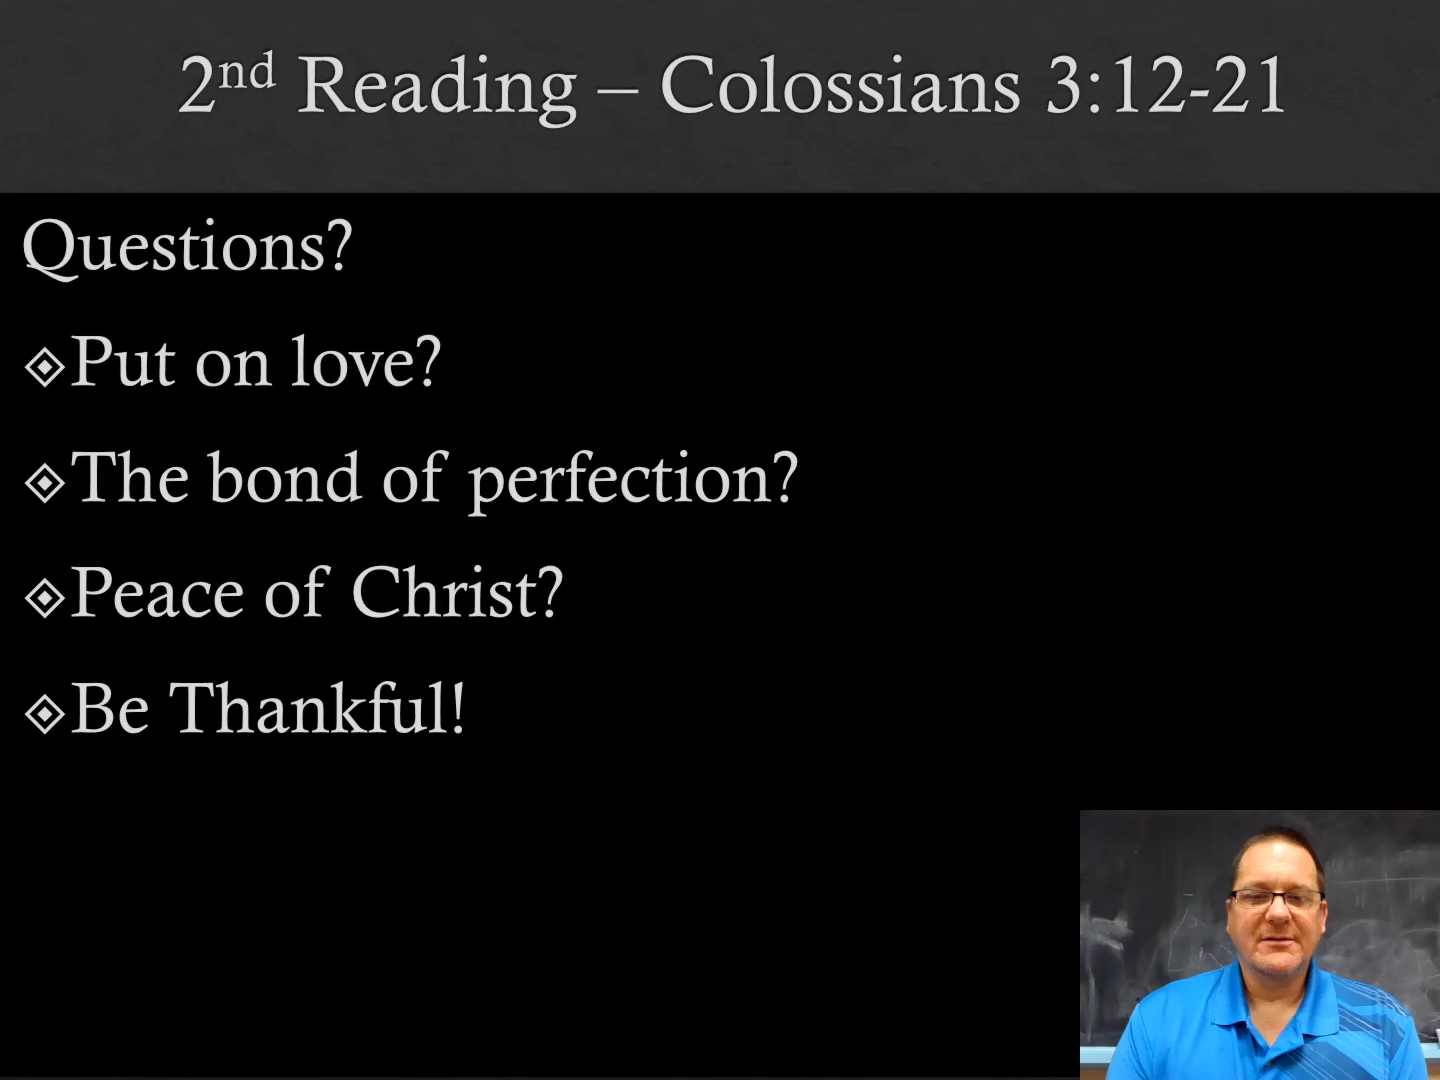 2nd Reading – Colossians 3:12-21
Questions?
Put on love?
The bond of perfection?
Peace of Christ?
Be Thankful!